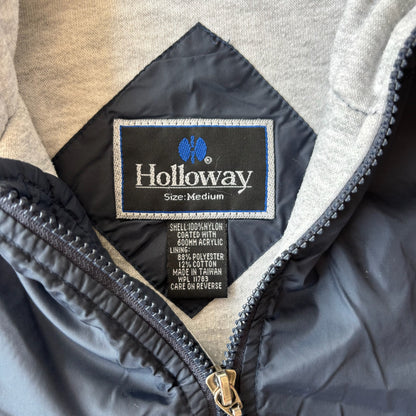 ®
Holloway
Size: Medium
SHELL:100%NYLON
COATED WITH
600MM ACRYLIC
LINING:
88% POLYESTER
12% COTTON
MADE IN TAIWAN
WPL 11783
CARE ON REVERSE